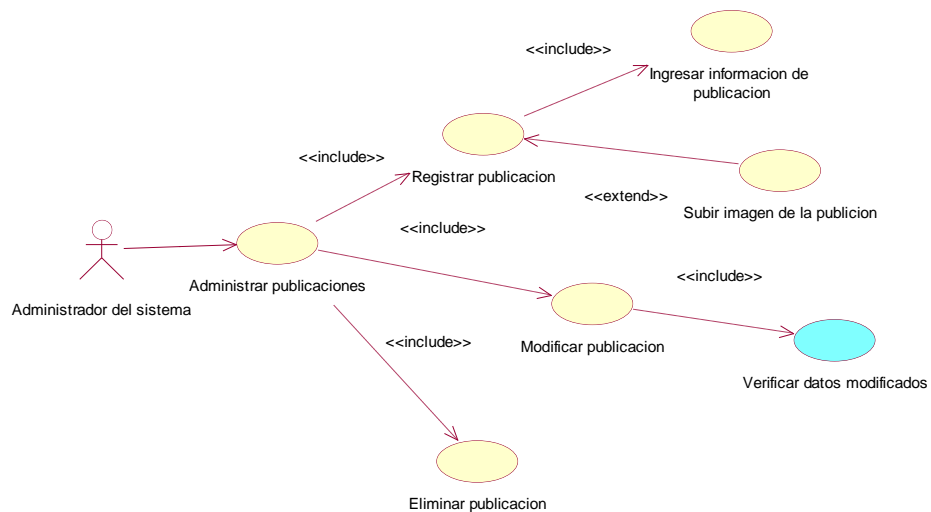 <<include>>
Ingresar informacion de
publicacion
<<include>>
Registrar publicacion
<<extend>>
Subir imagen de la publicion
<<include>>
Administrador del sistema
Administrar publicaciones
<<include>>
Modificar publicacion
<<include>>
Verificar datos modificados
Eliminar publicacion